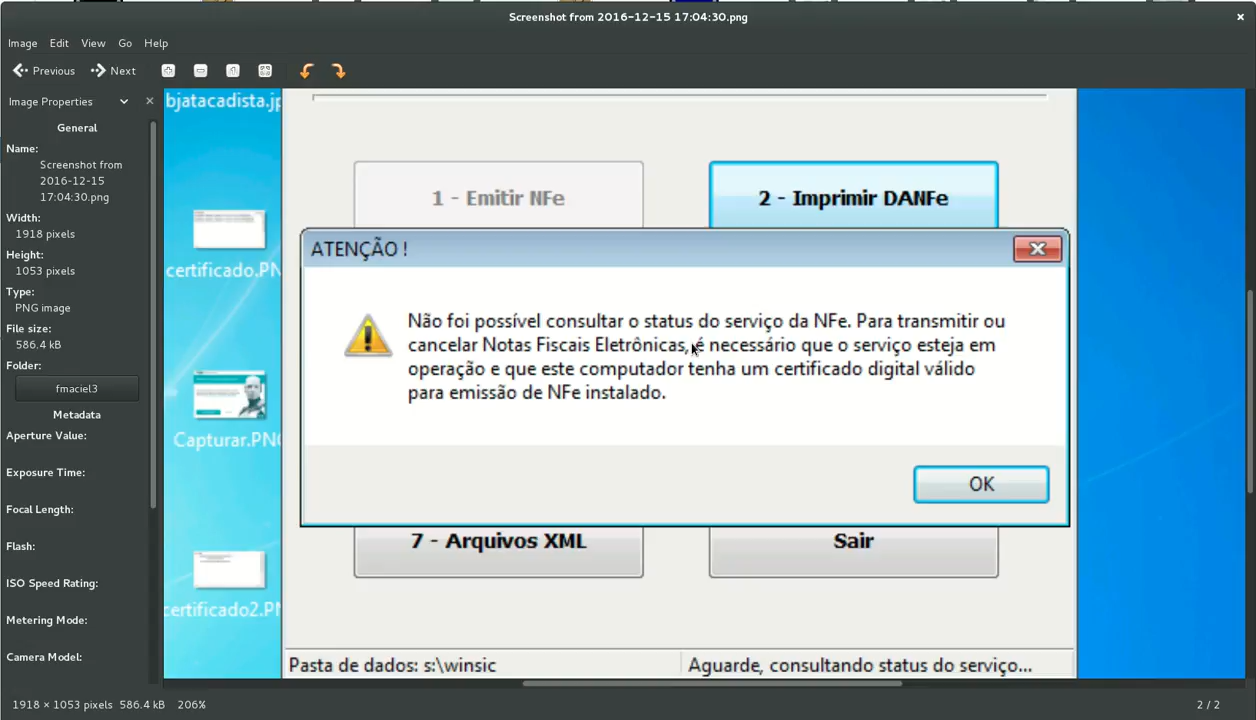 Screenshot from 2016-12-15 17:04:30.png
Image Edit View Go Help
Previous Next
Image Properties
General
Name:
Screenshot from
2016-12-15
17:04:30.png
Width:
1918 pixels
Height:
1053 pixels
Type:
PNG image
File size:
586.4 kB
Folder:
fmaciel3
Metadata
Aperture Value:
Exposure Time:
Focal Length:
Flash:
ISO Speed Rating:
Metering Mode:
Camera Model:
bjatacadista.jp
certificado.PN
Capturar.PNG
certificado2.PN
1 - Emitir NFe
2 - Imprimir DANFe
ATENÇÃO !
Não foi possível consultar o status do serviço da NFe. Para transmitir ou
cancelar Notas Fiscais Eletrônicas, é necessário que o serviço esteja em
operação e que este computador tenha um certificado digital válido
para emissão de NFe instalado.
OK
7 - Arquivos XML
Sair
Pasta de dados: s:\winsic
Aguarde, consultando status do serviço...
1918 × 1053 pixels 586.4 kB 206%
2 / 2